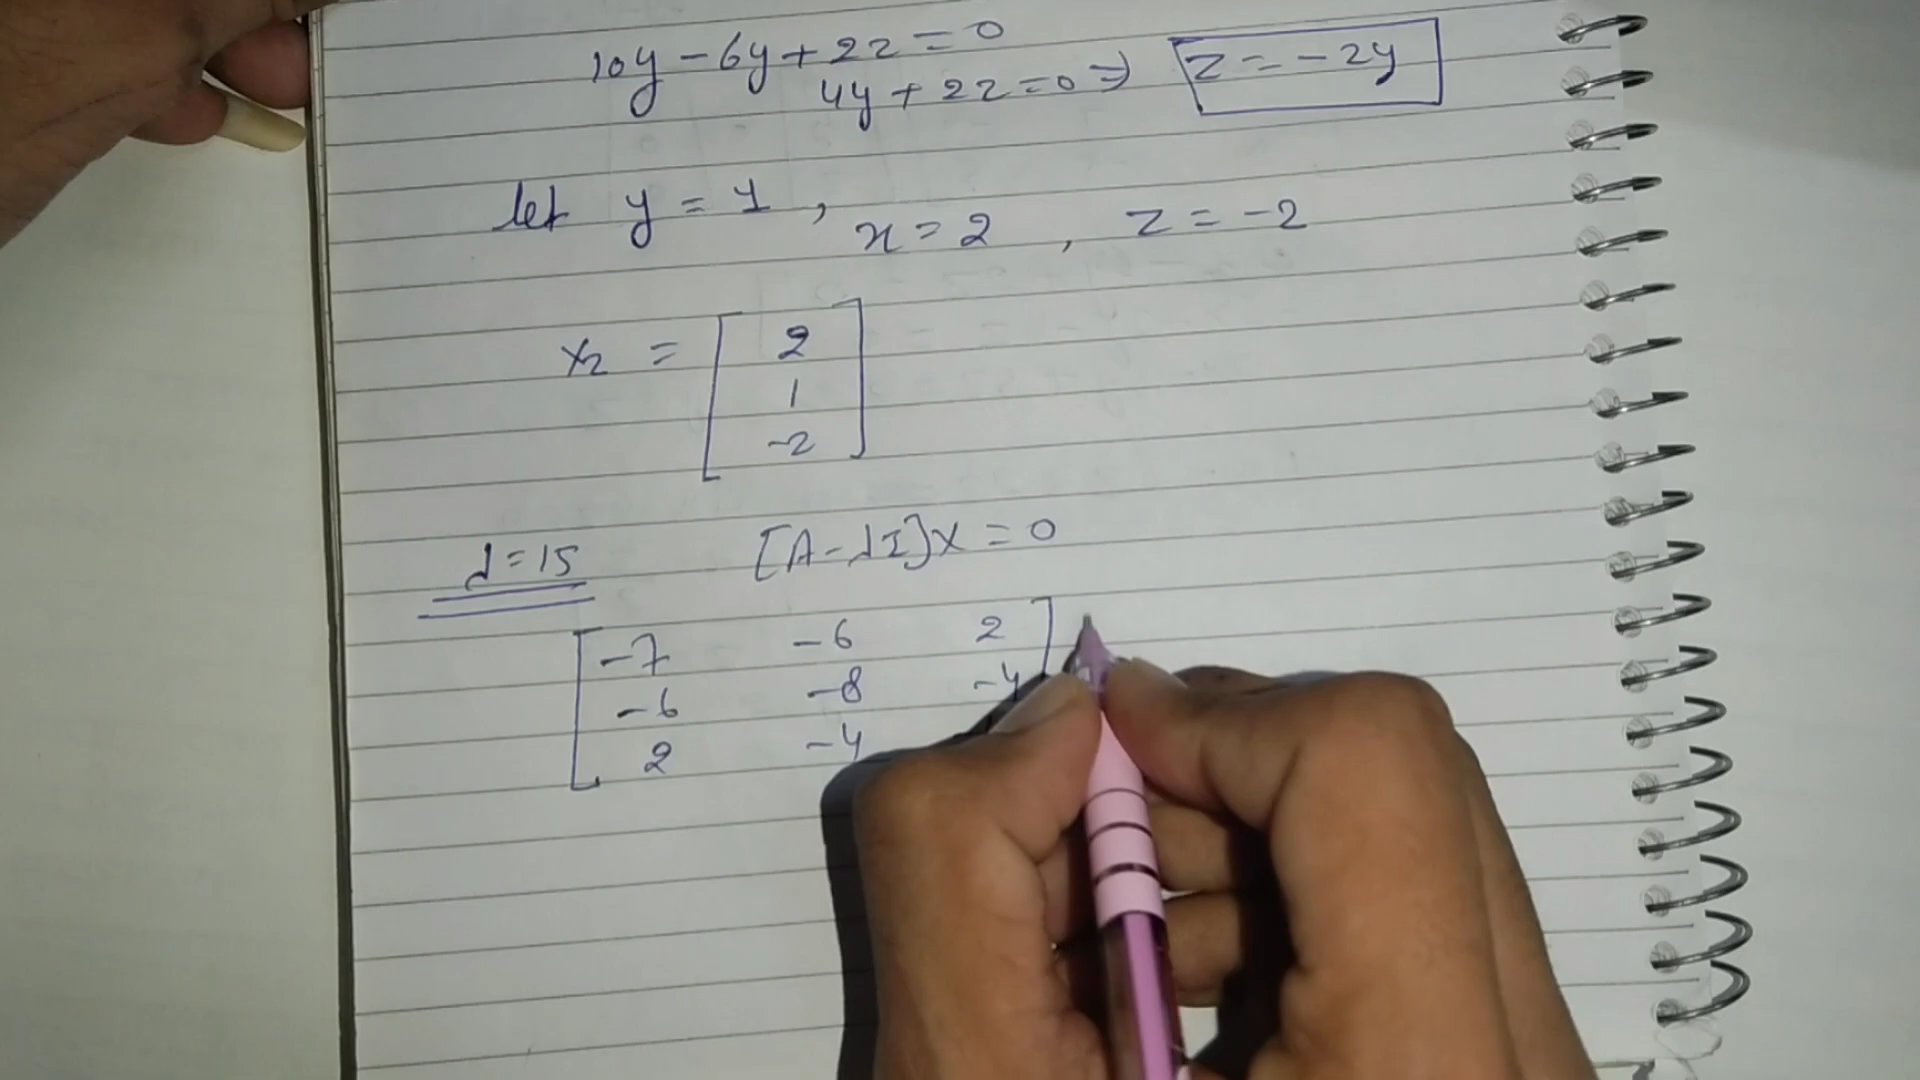 10y - 6y + 2z = 0
4y + 2z = 0 ⇒ z = -2y
let y = 1, x = 2, z = -2
X2 = [ 2
1
-2 ]
λ = 15 [A - λI]X = 0
[ -7 -6 2 ]
-6 -8 -4
2 -4